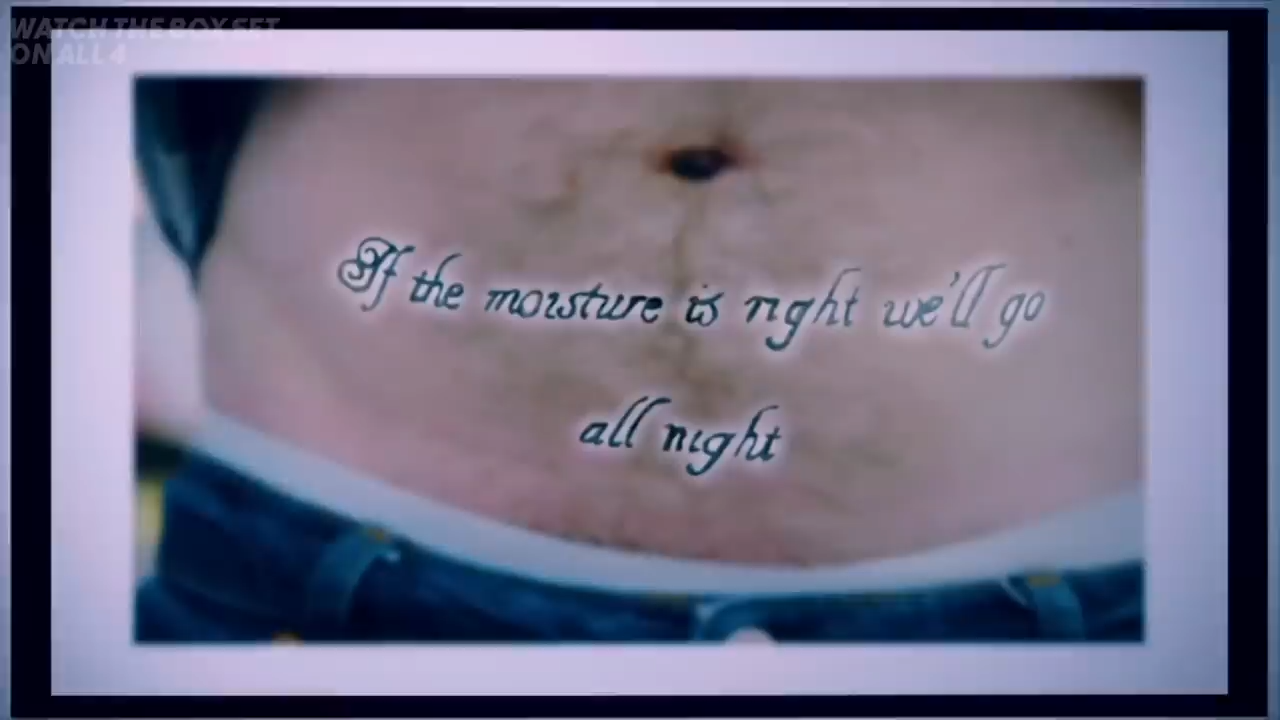 WATCH THE BOX SET
ON ALL 4
If the moisture is right we'll go
all night